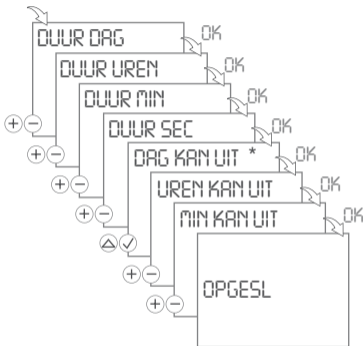 DUUR DAG
OK
DUUR UREN
OK
DUUR MIN
OK
DUUR SEC
OK
DAG KAN UIT *
OK
UREN KAN UIT
OK
MIN KAN UIT
OK
OPGESL